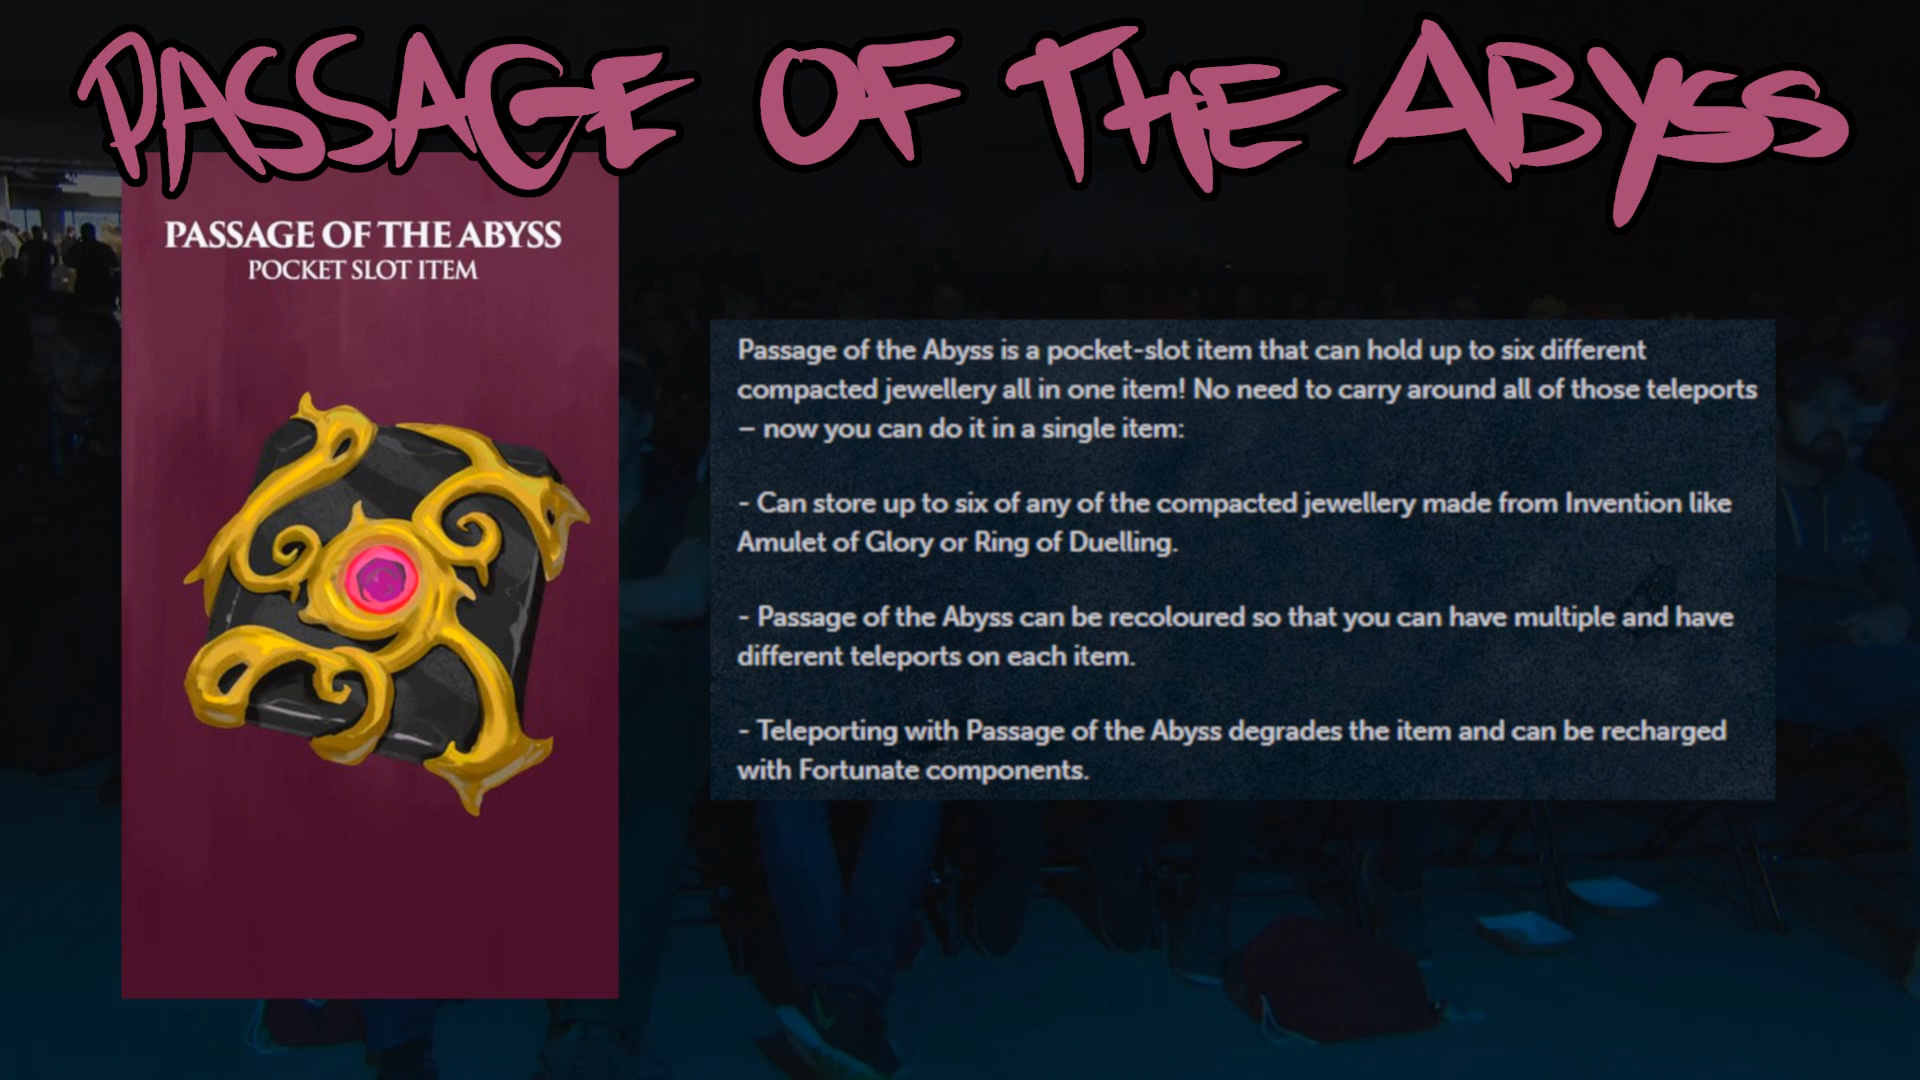 PASSAGE OF THE ABYSS
PASSAGE OF THE ABYSS
POCKET SLOT ITEM
Passage of the Abyss is a pocket-slot item that can hold up to six different
compacted jewellery all in one item! No need to carry around all of those teleports
– now you can do it in a single item:
- Can store up to six of any of the compacted jewellery made from Invention like
Amulet of Glory or Ring of Duelling.
- Passage of the Abyss can be recoloured so that you can have multiple and have
different teleports on each item.
- Teleporting with Passage of the Abyss degrades the item and can be recharged
with Fortunate components.